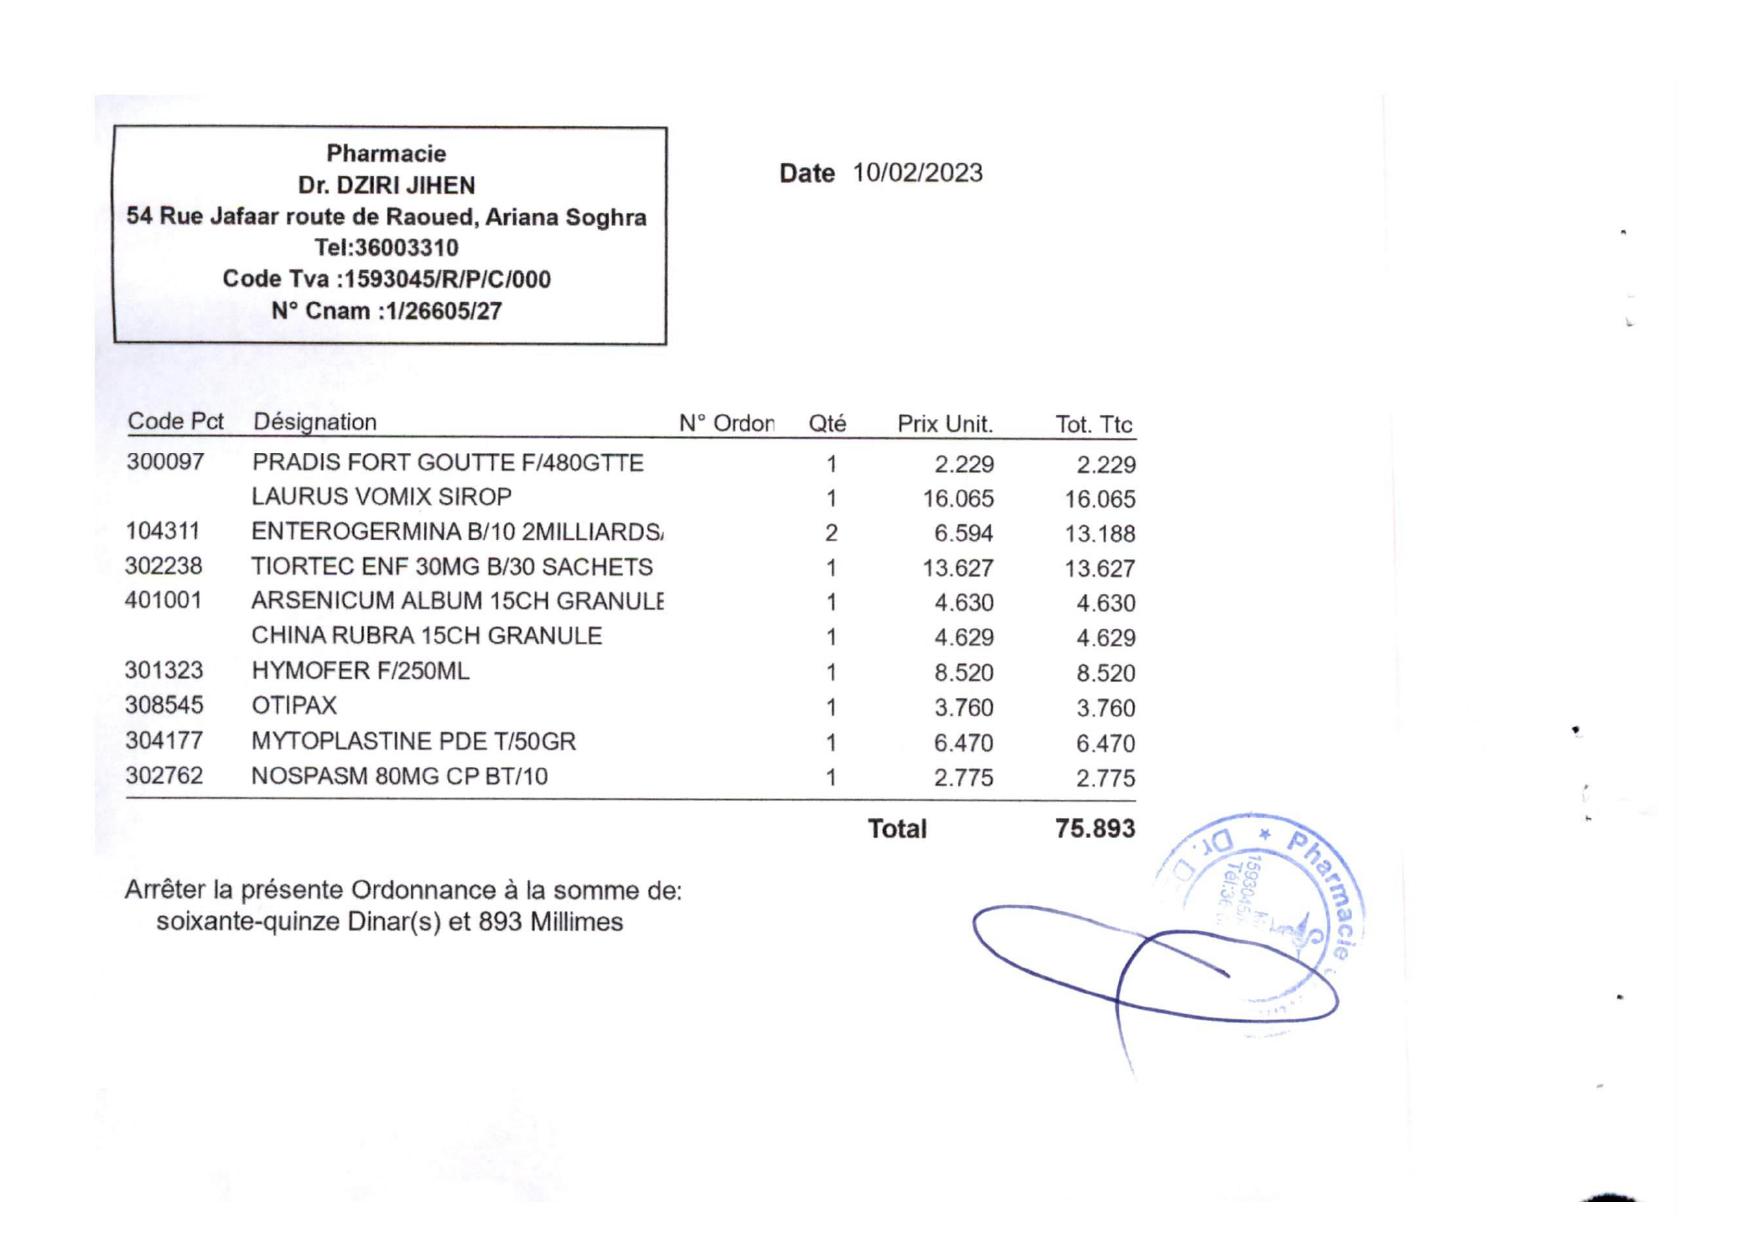 Pharmacie
Dr. DZIRI JIHEN
54 Rue Jafaar route de Raoued, Ariana Soghra
Tel:36003310
Code Tva :1593045/R/P/C/000
N° Cnam :1/26605/27
Date 10/02/2023
Code Pct Désignation N° Ordon Qté Prix Unit. Tot. Ttc
300097 PRADIS FORT GOUTTE F/480GTTE 1 2.229 2.229
LAURUS VOMIX SIROP 1 16.065 16.065
104311 ENTEROGERMINA B/10 2MILLIARDS/ 2 6.594 13.188
302238 TIORTEC ENF 30MG B/30 SACHETS 1 13.627 13.627
401001 ARSENICUM ALBUM 15CH GRANULE 1 4.630 4.630
CHINA RUBRA 15CH GRANULE 1 4.629 4.629
301323 HYMOFER F/250ML 1 8.520 8.520
308545 OTIPAX 1 3.760 3.760
304177 MYTOPLASTINE PDE T/50GR 1 6.470 6.470
302762 NOSPASM 80MG CP BT/10 1 2.775 2.775
Total 75.893
Arrêter la présente Ordonnance à la somme de:
soixante-quinze Dinar(s) et 893 Millimes
Pharmacie
Dr. D